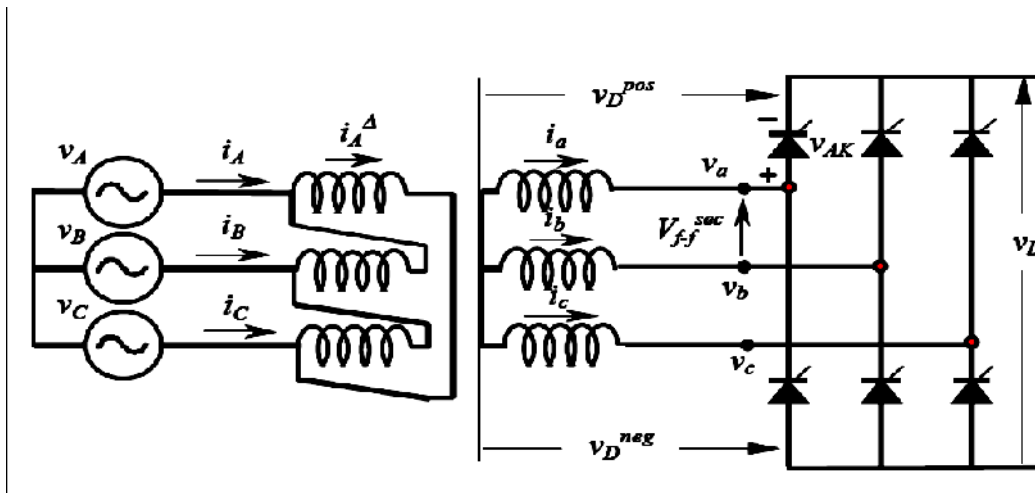 v_D^pos
v_A i_A i_A^Δ i_a v_a − v_AK
+
v_B i_B i_b V_f-f^sec v_D
v_b
v_C i_C i_c
v_c
v_D^neg